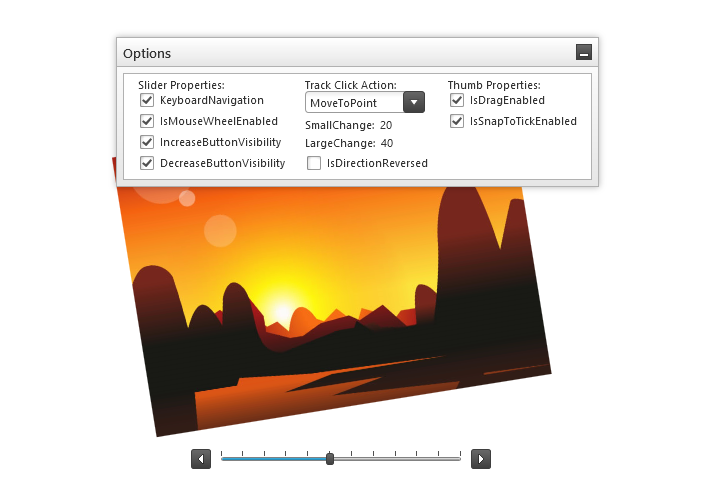 Options
Slider Properties:
KeyboardNavigation
IsMouseWheelEnabled
IncreaseButtonVisibility
DecreaseButtonVisibility
Track Click Action:
MoveToPoint
SmallChange: 20
LargeChange: 40
IsDirectionReversed
Thumb Properties:
IsDragEnabled
IsSnapToTickEnabled